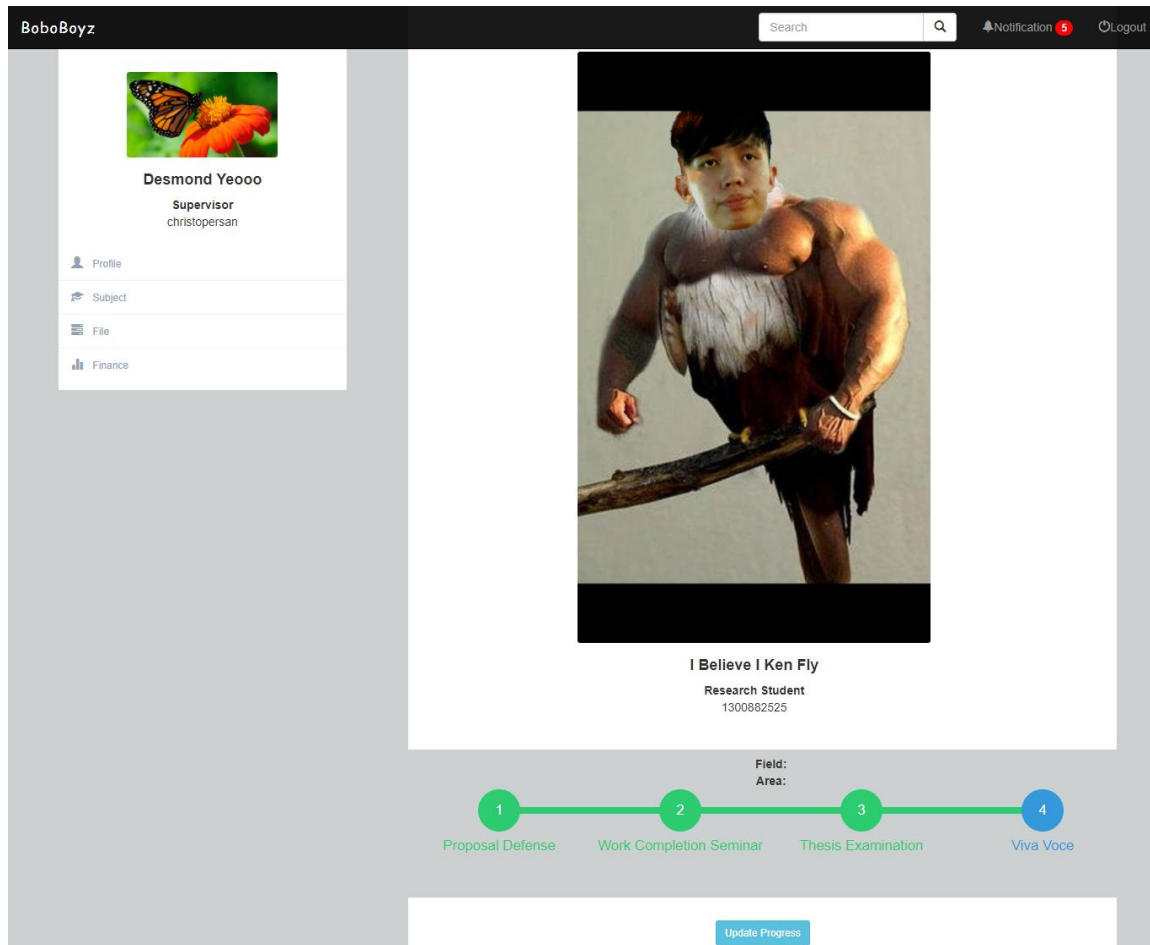 BoboBoyz
Search
Notification 5
Logout
Desmond Yeooo
Supervisor
christopersan
Profile
Subject
File
Finance
I Believe I Ken Fly
Research Student
1300882525
Field:
Area:
1
2
3
4
Proposal Defense
Work Completion Seminar
Thesis Examination
Viva Voce
Update Progress